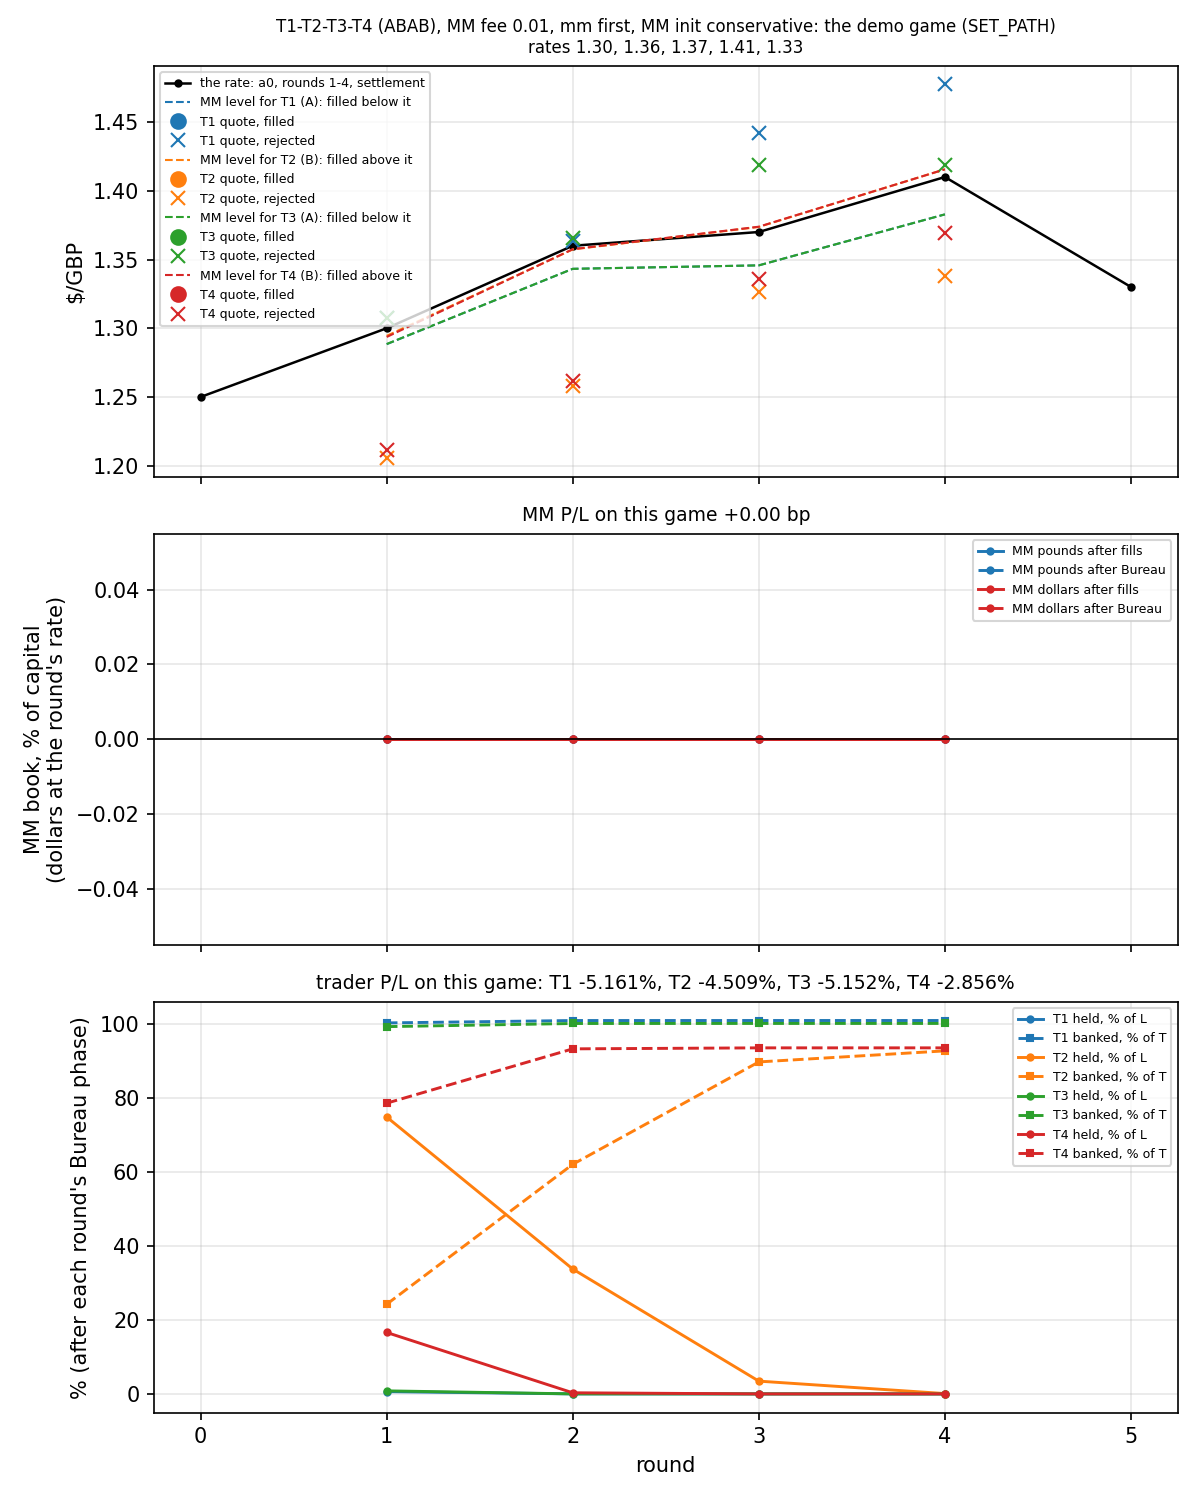 T1-T2-T3-T4 (ABAB), MM fee 0.01, mm first, MM init conservative: the demo game (SET_PATH)
rates 1.30, 1.36, 1.37, 1.41, 1.33
the rate: a0, rounds 1-4, settlement
MM level for T1 (A): filled below it
T1 quote, filled
T1 quote, rejected
MM level for T2 (B): filled above it
T2 quote, filled
T2 quote, rejected
MM level for T3 (A): filled below it
T3 quote, filled
T3 quote, rejected
MM level for T4 (B): filled above it
T4 quote, filled
T4 quote, rejected
$/GBP
1.45
1.40
1.35
1.30
1.25
1.20
MM P/L on this game +0.00 bp
MM pounds after fills
MM pounds after Bureau
MM dollars after fills
MM dollars after Bureau
MM book, % of capital
(dollars at the round's rate)
0.04
0.02
0.00
−0.02
−0.04
trader P/L on this game: T1 -5.161%, T2 -4.509%, T3 -5.152%, T4 -2.856%
T1 held, % of L
T1 banked, % of T
T2 held, % of L
T2 banked, % of T
T3 held, % of L
T3 banked, % of T
T4 held, % of L
T4 banked, % of T
% (after each round's Bureau phase)
100
80
60
40
20
0
0 1 2 3 4 5
round